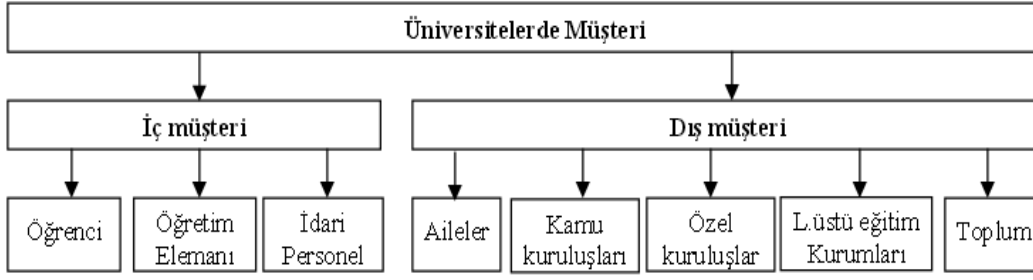 Üniversitelerde Müşteri
İç müşteri
Dış müşteri
Öğrenci
Öğretim
Elemanı
İdari
Personel
Aileler
Kamu
kuruluşları
Özel
kuruluşlar
L.üstü eğitim
Kurumları
Toplum